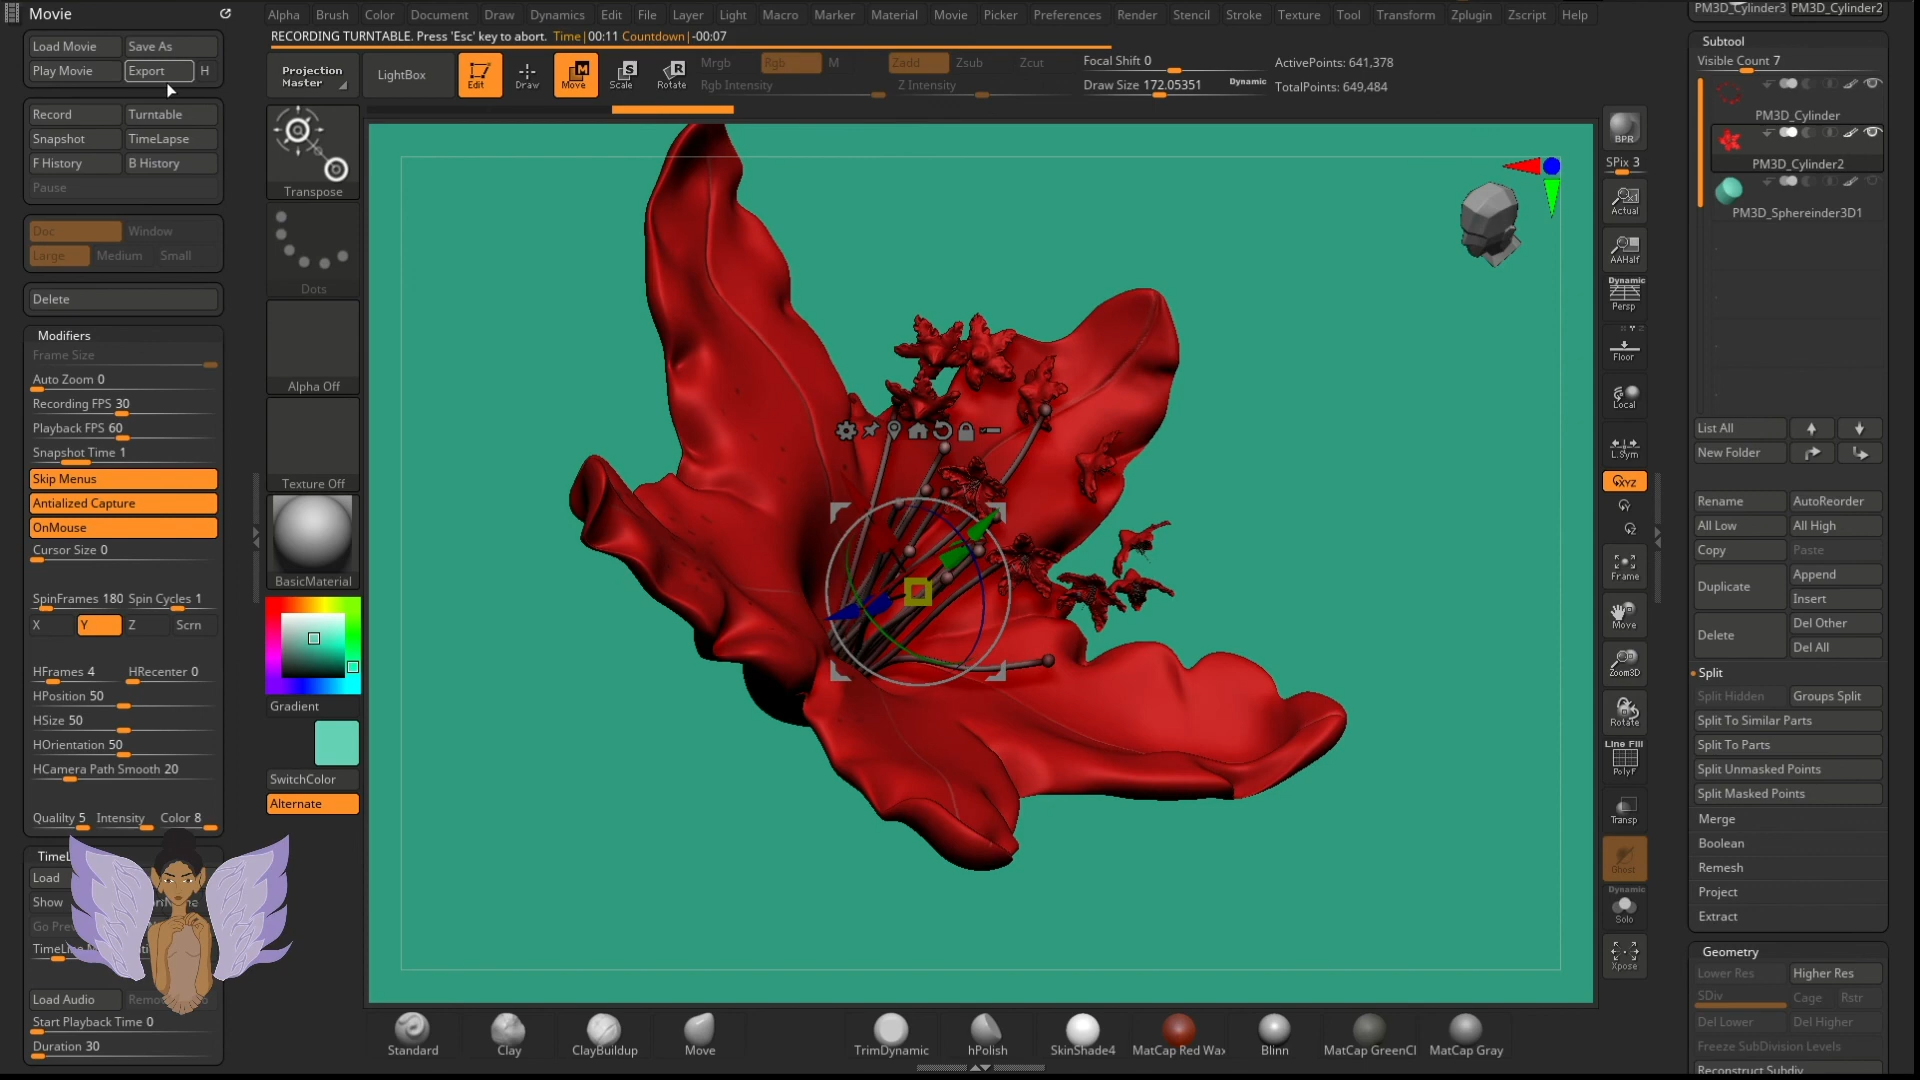 Movie
Alpha Brush Color Document Draw Dynamics Edit File Layer Light Macro Marker Material Movie Picker Preferences Render Stencil Stroke Texture Tool Transform Zplugin Zscript Help
PM3D_Cylinder3 PM3D_Cylinder2
RECORDING TURNTABLE. Press 'Esc' key to abort. Time|00:11 Countdown|-00:07
Load Movie Save As
Play Movie Export H
Record Turntable
Snapshot TimeLapse
F History B History
Pause
Doc Window
Large Medium Small
Delete
Modifiers
Frame Size
Auto Zoom 0
Recording FPS 30
Playback FPS 60
Snapshot Time 1
Skip Menus
Antialized Capture
OnMouse
Cursor Size 0
SpinFrames 180 Spin Cycles 1
X Y Z Scrn
HFrames 4 HRecenter 0
HPosition 50
HSize 50
HOrientation 50
HCamera Path Smooth 20
Qualilty 5 Intensity Color 8
TimeL
Load
Show
Go Prev
TimeLin
Load Audio Remo
Start Playback Time 0
Duration 30
Projection
Master
LightBox
Edit Draw Move Scale Rotate
Mrgb Rgb M
Rgb Intensity
Zadd Zsub Zcut
Z Intensity
Focal Shift 0
Draw Size 172.05351
Dynamic
ActivePoints: 641,378
TotalPoints: 649,484
Transpose
Dots
Alpha Off
Texture Off
BasicMaterial
Gradient
SwitchColor
Alternate
Standard Clay ClayBuildup Move TrimDynamic hPolish SkinShade4 MatCap Red Wax Blinn MatCap GreenCl MatCap Gray
BPR
SPix 3
Actual
AAHalf
Dynamic
Persp
Floor
Local
L.Sym
XYZ
Y
Z
Frame
Move
Zoom3D
Rotate
Line Fill
PolyF
Transp
Ghost
Dynamic
Solo
Xpose
Subtool
Visible Count 7
PM3D_Cylinder
PM3D_Cylinder2
PM3D_Sphereinder3D1
List All
New Folder
Rename AutoReorder
All Low All High
Copy Paste
Duplicate
Append
Insert
Delete
Del Other
Del All
Split
Split Hidden Groups Split
Split To Similar Parts
Split To Parts
Split Unmasked Points
Split Masked Points
Merge
Boolean
Remesh
Project
Extract
Geometry
Lower Res Higher Res
SDiv Cage Rstr
Del Lower Del Higher
Freeze SubDivision Levels
Reconstruct Subdiv